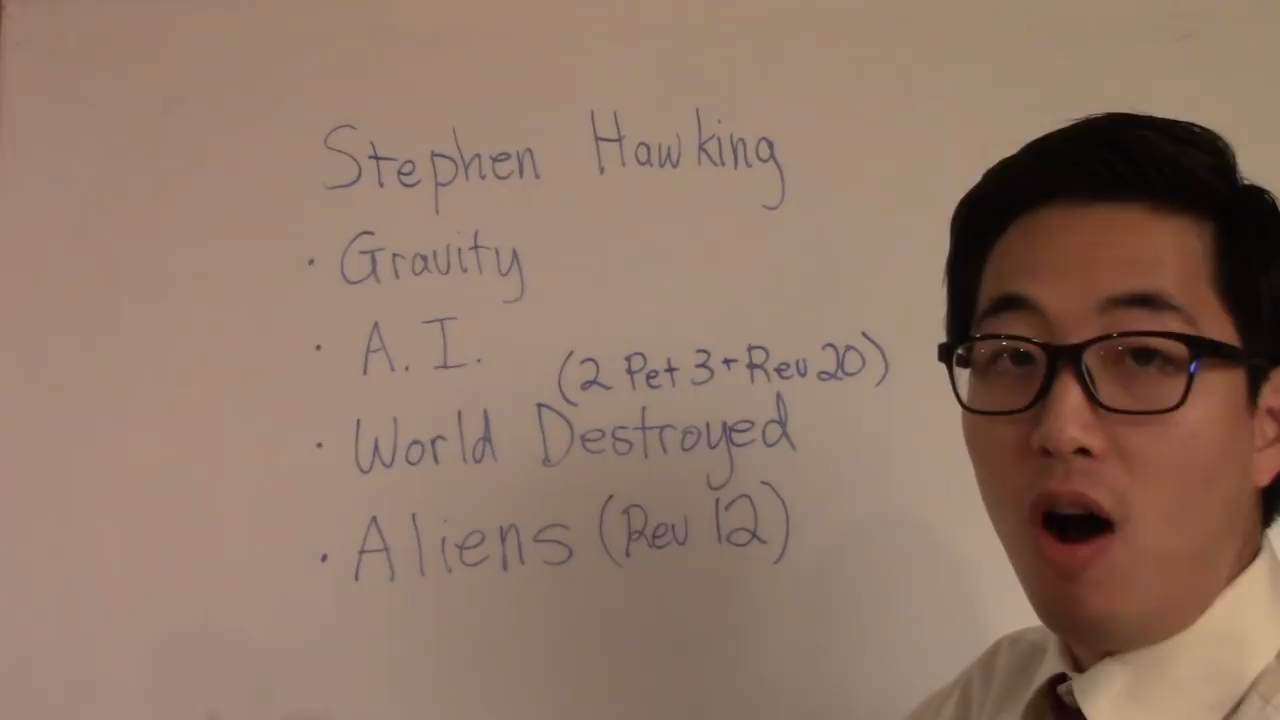 Stephen Hawking
· Gravity
· A. I.
(2 Pet 3 + Rev 20)
· World Destroyed
· Aliens (Rev 12)